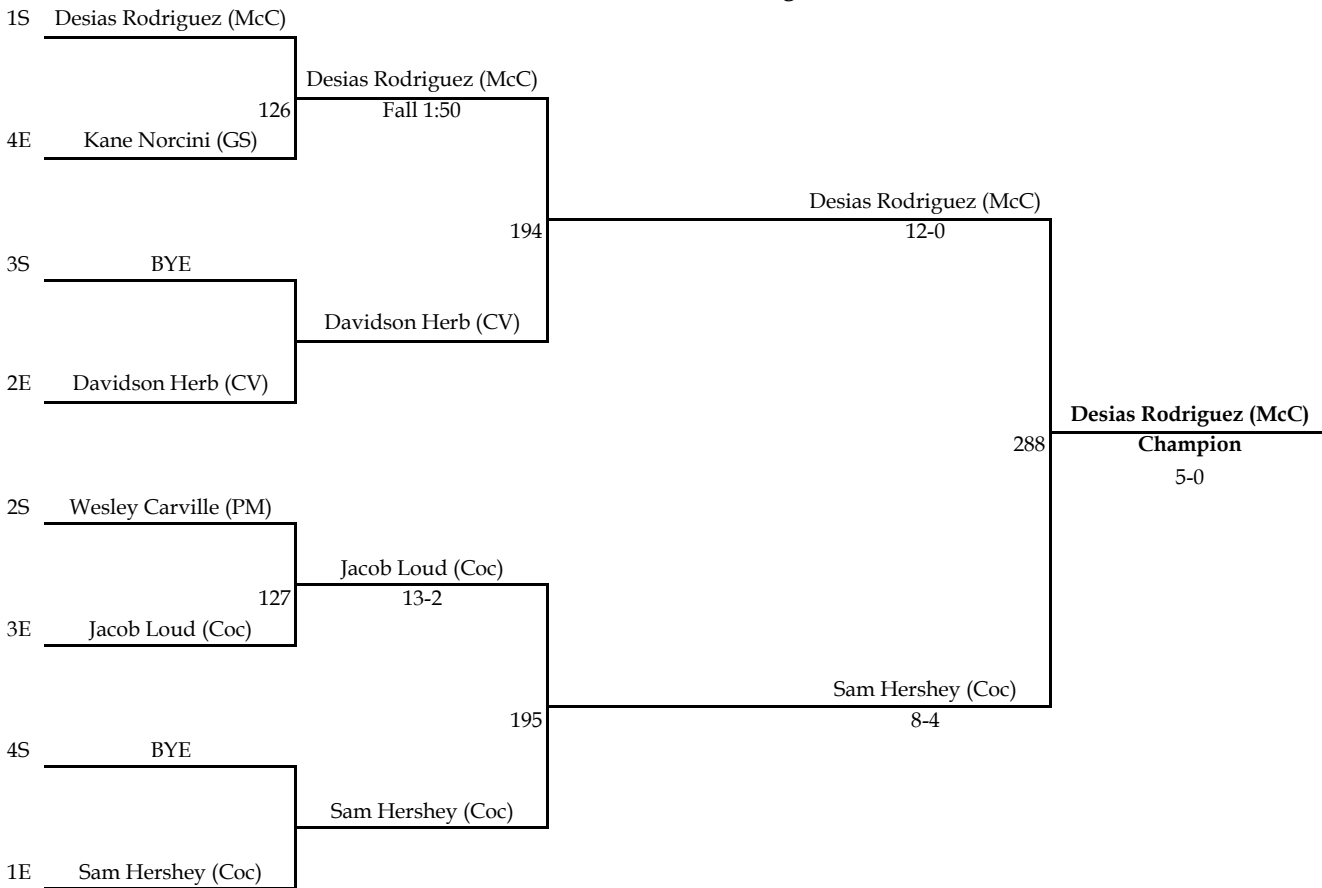 1S Desias Rodriguez (McC)
Desias Rodriguez (McC)
126 Fall 1:50
4E Kane Norcini (GS)
Desias Rodriguez (McC)
194 12-0
3S BYE
Davidson Herb (CV)
2E Davidson Herb (CV)
Desias Rodriguez (McC)
288 Champion
5-0
2S Wesley Carville (PM)
Jacob Loud (Coc)
127 13-2
3E Jacob Loud (Coc)
Sam Hershey (Coc)
195 8-4
4S BYE
Sam Hershey (Coc)
1E Sam Hershey (Coc)